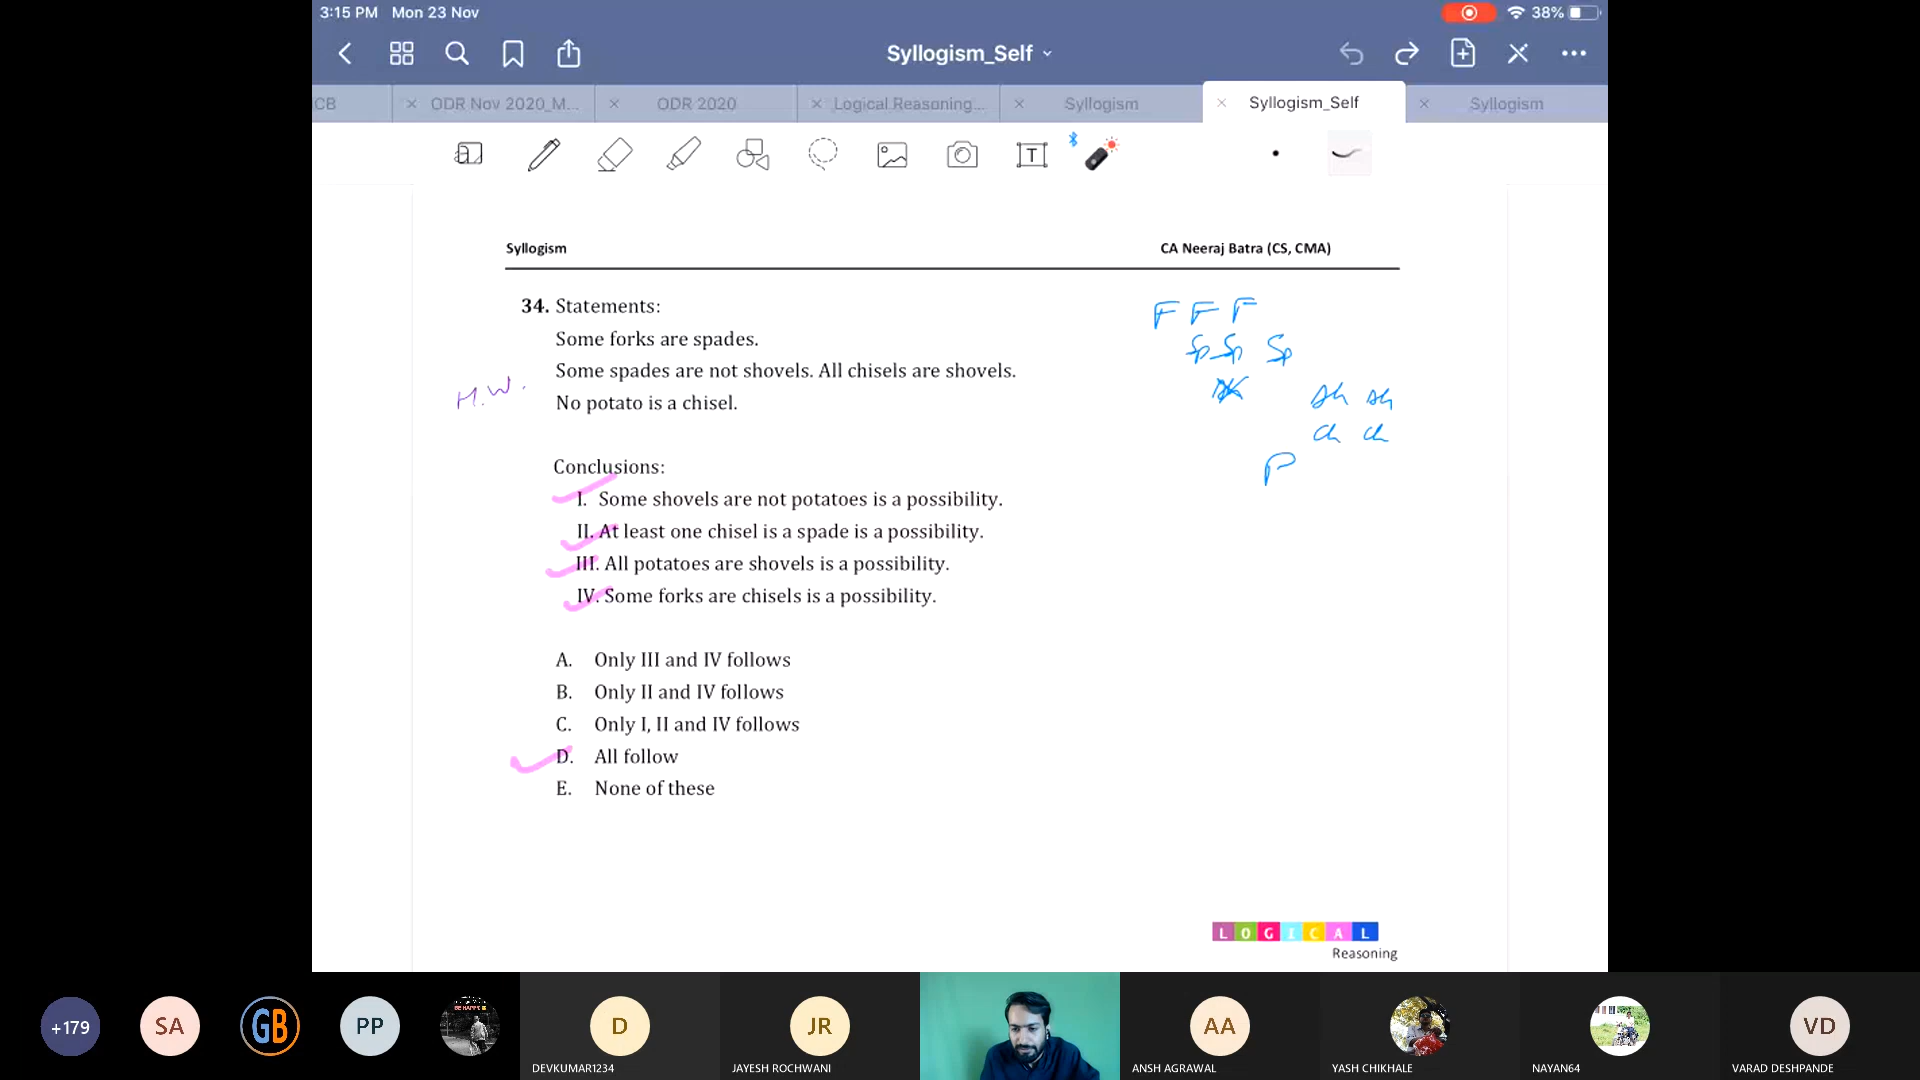 3:15 PM Mon 23 Nov
38%
Syllogism_Self
CB
ODR Nov 2020_M...
ODR 2020
Logical Reasoning...
Syllogism
Syllogism_Self
Syllogism
T
Syllogism
CA Neeraj Batra (CS, CMA)
34. Statements:
Some forks are spades.
Some spades are not shovels. All chisels are shovels.
No potato is a chisel.
H.W.
F F F
Sp Sp Sp
Sh Sh
Ch Ch
P
Conclusions:
I. Some shovels are not potatoes is a possibility.
II. At least one chisel is a spade is a possibility.
III. All potatoes are shovels is a possibility.
IV. Some forks are chisels is a possibility.
A. Only III and IV follows
B. Only II and IV follows
C. Only I, II and IV follows
D. All follow
E. None of these
LOGICAL
Reasoning
+179
SA
GB
PP
BE HAPPY
D
JR
AA
VD
DEVKUMAR1234
JAYESH ROCHWANI
ANSH AGRAWAL
YASH CHIKHALE
NAYAN64
VARAD DESHPANDE